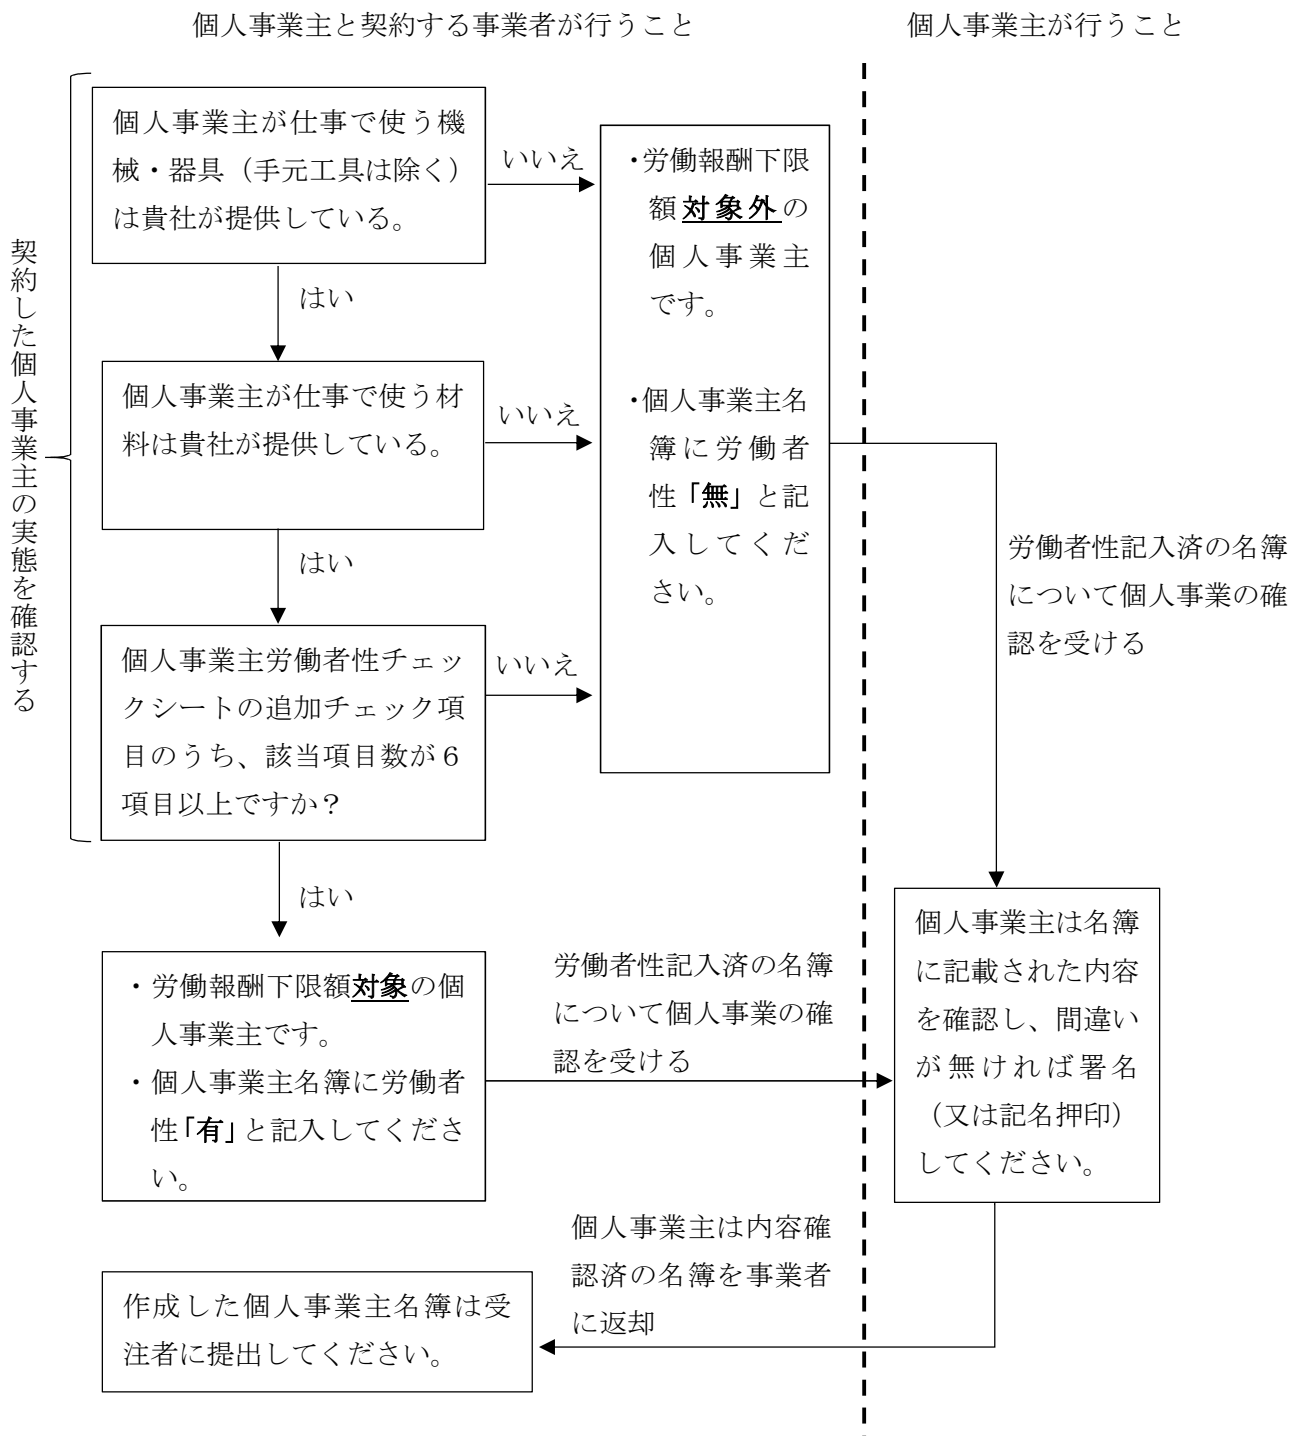 個人事業主と契約する事業者が行うこと
個人事業主が行うこと
契約した個人事業主の実態を確認する
個人事業主が仕事で使う機
械・器具（手元工具は除く）
は貴社が提供している。
いいえ
はい
個人事業主が仕事で使う材
料は貴社が提供している。
いいえ
はい
個人事業主労働者性チェッ
クシートの追加チェック項
目のうち、該当項目数が６
項目以上ですか？
いいえ
はい
・労働報酬下限
額対象外の
個人事業主
です。
・個人事業主名
簿に労働者
性「無」と記
入してくだ
さい。
労働者性記入済の名簿
について個人事業の確
認を受ける
・労働報酬下限額対象の個
人事業主です。
・個人事業主名簿に労働者
性「有」と記入してくださ
い。
労働者性記入済の名簿
について個人事業の確
認を受ける
個人事業主は名簿
に記載された内容
を確認し、間違い
が無ければ署名
（又は記名押印）
してください。
個人事業主は内容確
認済の名簿を事業者
に返却
作成した個人事業主名簿は受
注者に提出してください。